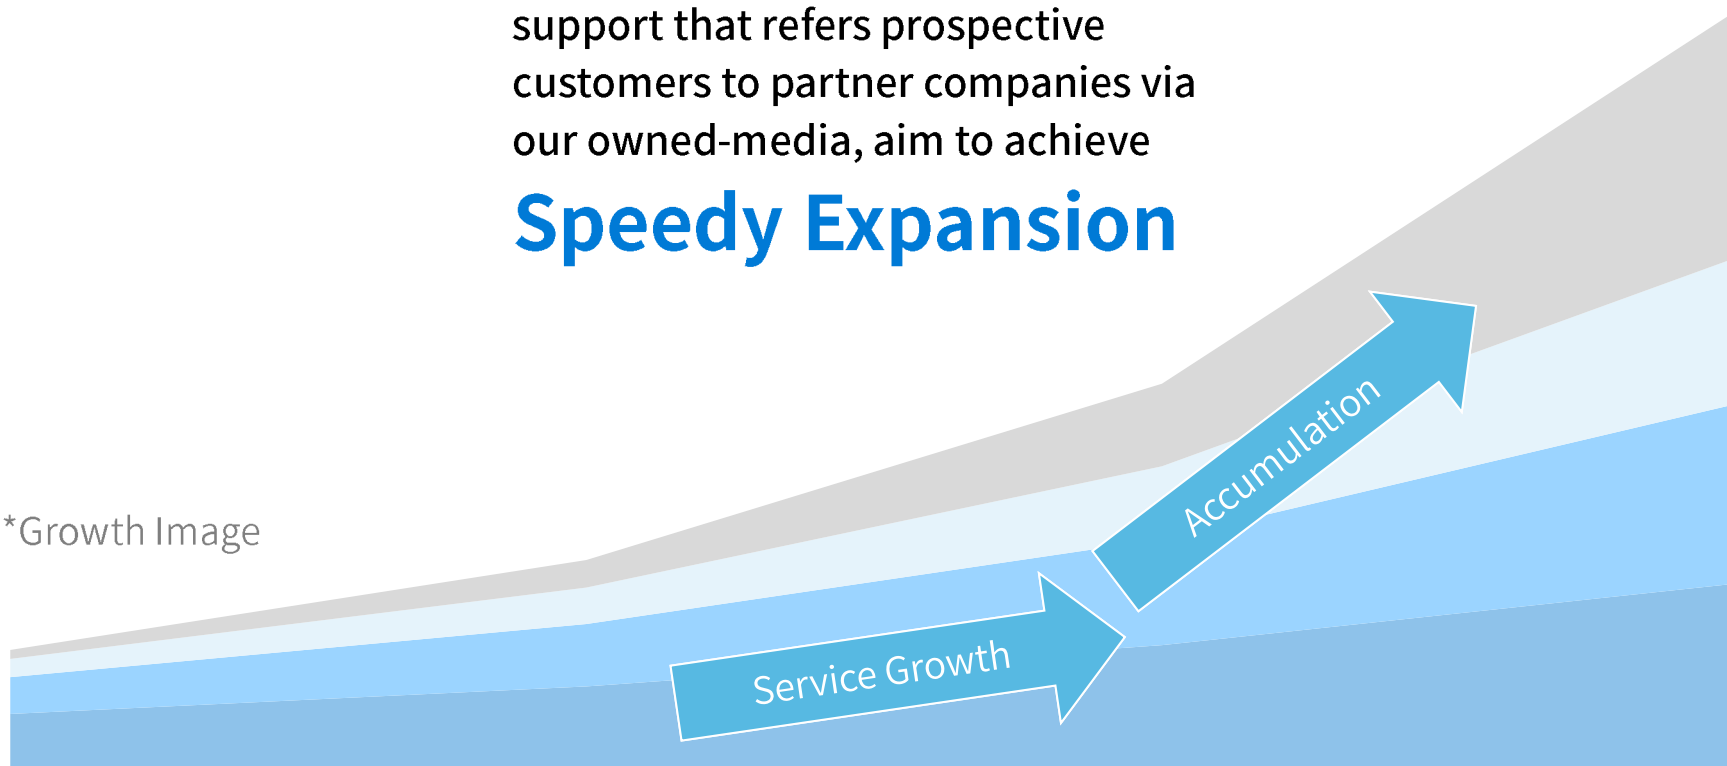 support that refers prospective
customers to partner companies via
our owned-media, aim to achieve
Speedy Expansion
Accumulation
*Growth Image
Service Growth